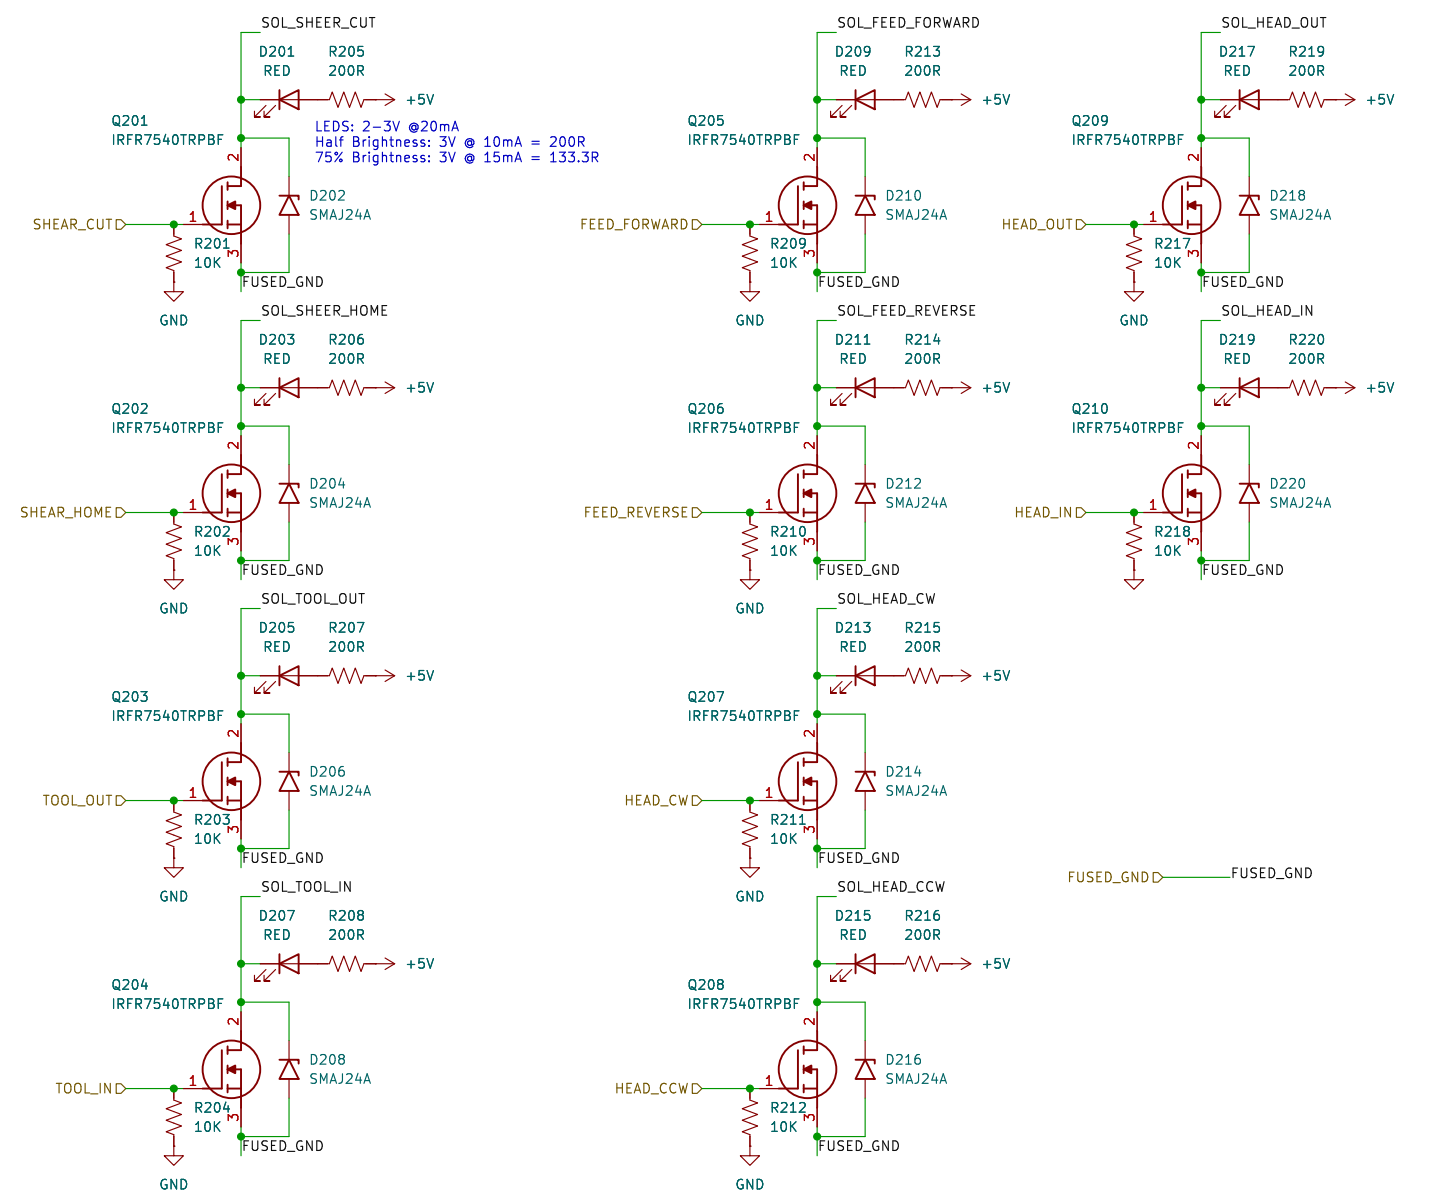 SOL_SHEER_CUT
D201
RED
R205
200R
+5V
Q201
IRFR7540TRPBF
LEDS: 2-3V @20mA
Half Brightness: 3V @ 10mA = 200R
75% Brightness: 3V @ 15mA = 133.3R
2
D202
SMAJ24A
SHEAR_CUT
1
R201
10K
3
FUSED_GND
GND
SOL_SHEER_HOME
D203
RED
R206
200R
+5V
Q202
IRFR7540TRPBF
2
D204
SMAJ24A
SHEAR_HOME
1
R202
10K
3
FUSED_GND
GND
SOL_TOOL_OUT
D205
RED
R207
200R
+5V
Q203
IRFR7540TRPBF
2
D206
SMAJ24A
TOOL_OUT
1
R203
10K
3
FUSED_GND
GND
SOL_TOOL_IN
D207
RED
R208
200R
+5V
Q204
IRFR7540TRPBF
2
D208
SMAJ24A
TOOL_IN
1
R204
10K
3
FUSED_GND
GND
SOL_FEED_FORWARD
D209
RED
R213
200R
+5V
Q205
IRFR7540TRPBF
2
D210
SMAJ24A
FEED_FORWARD
1
R209
10K
3
FUSED_GND
GND
SOL_FEED_REVERSE
D211
RED
R214
200R
+5V
Q206
IRFR7540TRPBF
2
D212
SMAJ24A
FEED_REVERSE
1
R210
10K
3
FUSED_GND
GND
SOL_HEAD_CW
D213
RED
R215
200R
+5V
Q207
IRFR7540TRPBF
2
D214
SMAJ24A
HEAD_CW
1
R211
10K
3
FUSED_GND
GND
SOL_HEAD_CCW
D215
RED
R216
200R
+5V
Q208
IRFR7540TRPBF
2
D216
SMAJ24A
HEAD_CCW
1
R212
10K
3
FUSED_GND
GND
SOL_HEAD_OUT
D217
RED
R219
200R
+5V
Q209
IRFR7540TRPBF
2
D218
SMAJ24A
HEAD_OUT
1
R217
10K
3
FUSED_GND
GND
SOL_HEAD_IN
D219
RED
R220
200R
+5V
Q210
IRFR7540TRPBF
2
D220
SMAJ24A
HEAD_IN
1
R218
10K
3
FUSED_GND
GND
FUSED_GND
FUSED_GND